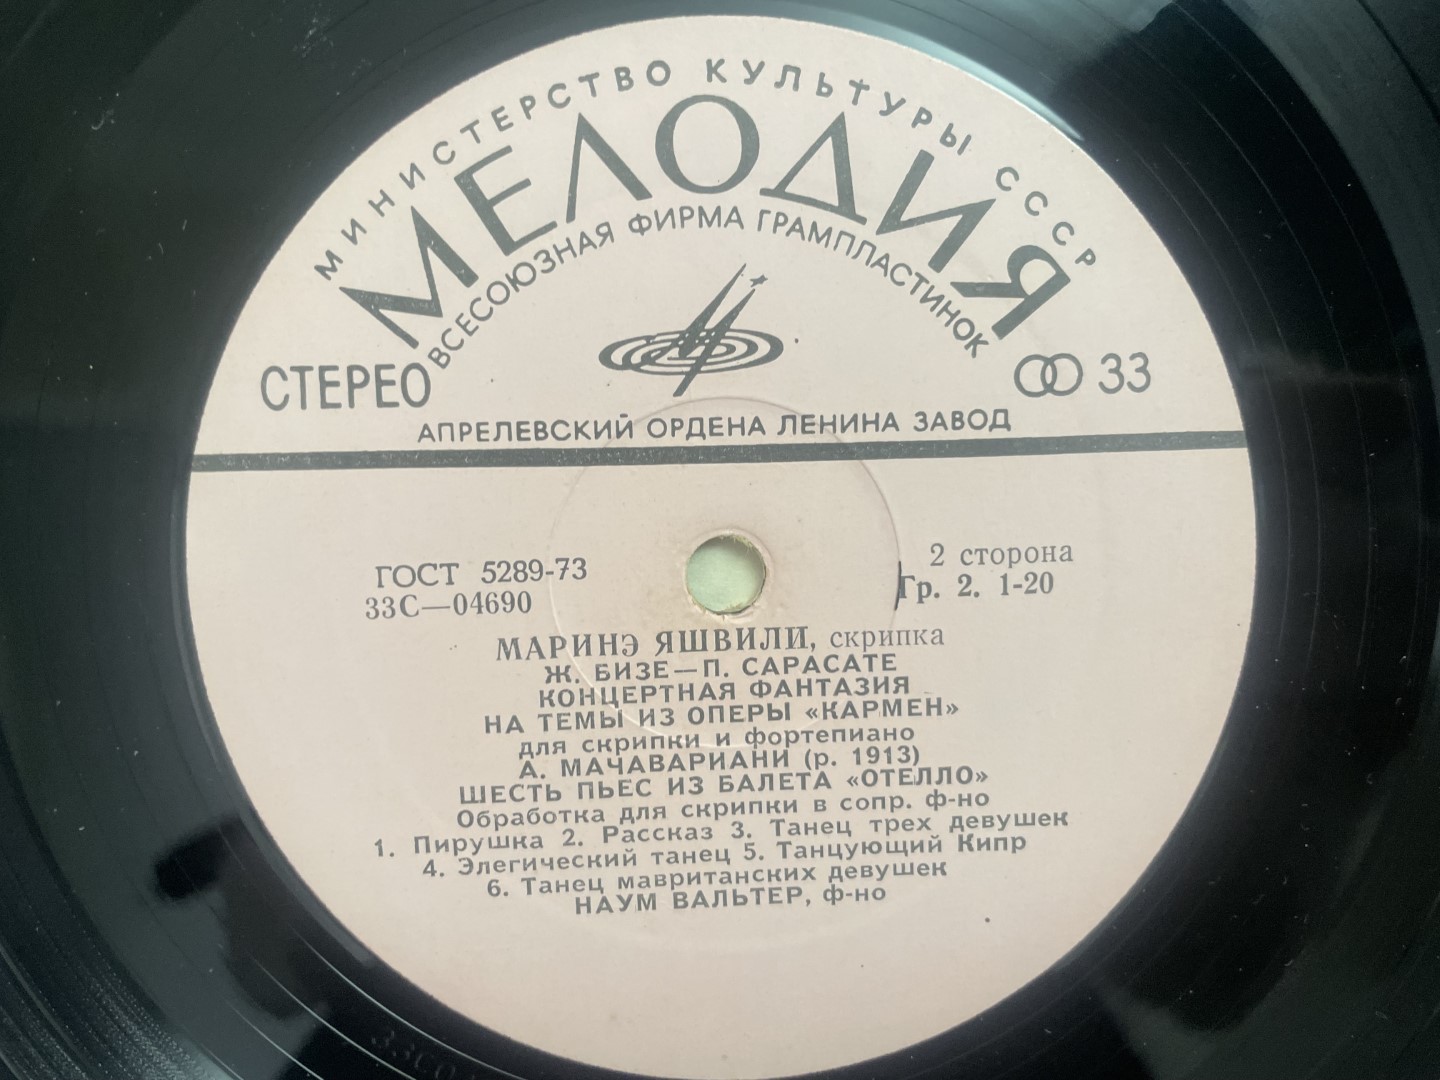 МИНИСТЕРСТВО КУЛЬТУРЫ СССР
МЕЛОДИЯ
ВСЕСОЮЗНАЯ ФИРМА ГРАМПЛАСТИНОК
СТЕРЕО
33
АПРЕЛЕВСКИЙ ОРДЕНА ЛЕНИНА ЗАВОД
ГОСТ 5289-73
33С—04690
2 сторона
Гр. 2. 1-20
МАРИНЭ ЯШВИЛИ, скрипка
Ж. БИЗЕ—П. САРАСАТЕ
КОНЦЕРТНАЯ ФАНТАЗИЯ
НА ТЕМЫ ИЗ ОПЕРЫ «КАРМЕН»
для скрипки и фортепиано
А. МАЧАВАРИАНИ (р. 1913)
ШЕСТЬ ПЬЕС ИЗ БАЛЕТА «ОТЕЛЛО»
Обработка для скрипки в сопр. ф-но
1. Пирушка 2. Рассказ 3. Танец трех девушек
4. Элегический танец 5. Танцующий Кипр
6. Танец мавританских девушек
НАУМ ВАЛЬТЕР, ф-но